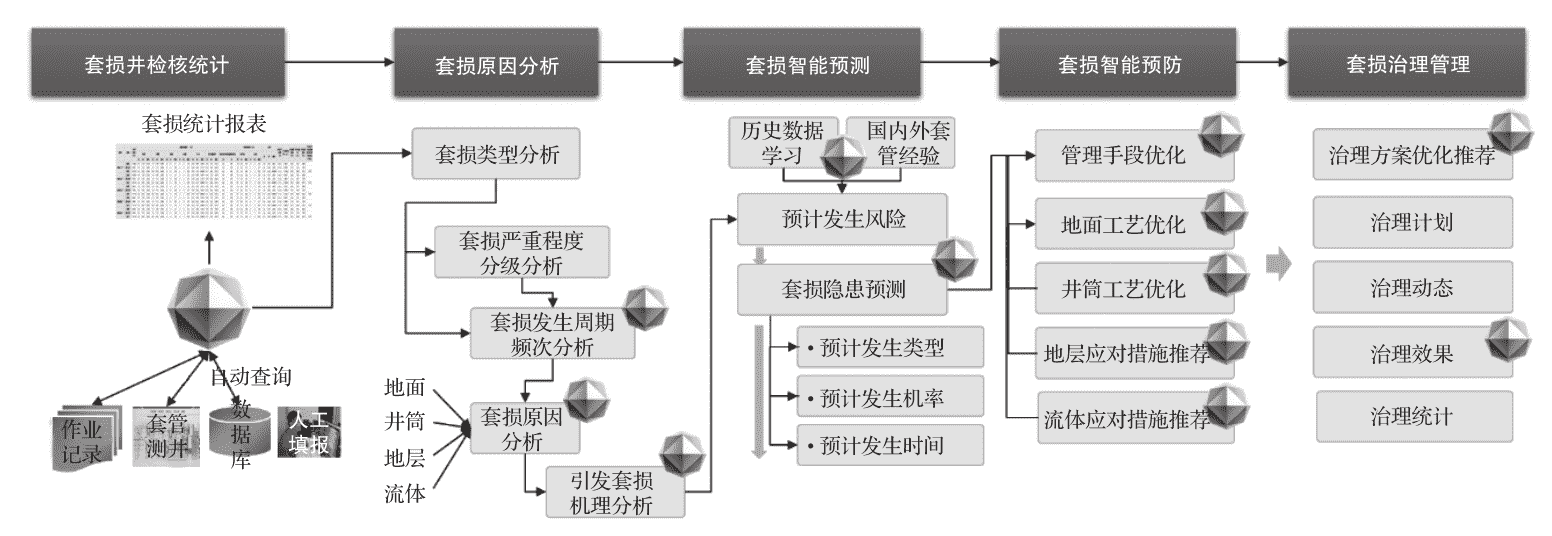 套损井检核统计
套损原因分析
套损智能预测
套损智能预防
套损治理管理
套损统计报表
自动查询
作业
记录
套管
测井
数
据
库
人工
填报
套损类型分析
套损严重程度
分级分析
套损发生周期
频次分析
地面
井筒
地层
流体
套损原因
分析
引发套损
机理分析
历史数据
学习
国内外套
管经验
预计发生风险
套损隐患预测
• 预计发生类型
• 预计发生机率
• 预计发生时间
管理手段优化
地面工艺优化
井筒工艺优化
地层应对措施推荐
流体应对措施推荐
治理方案优化推荐
治理计划
治理动态
治理效果
治理统计